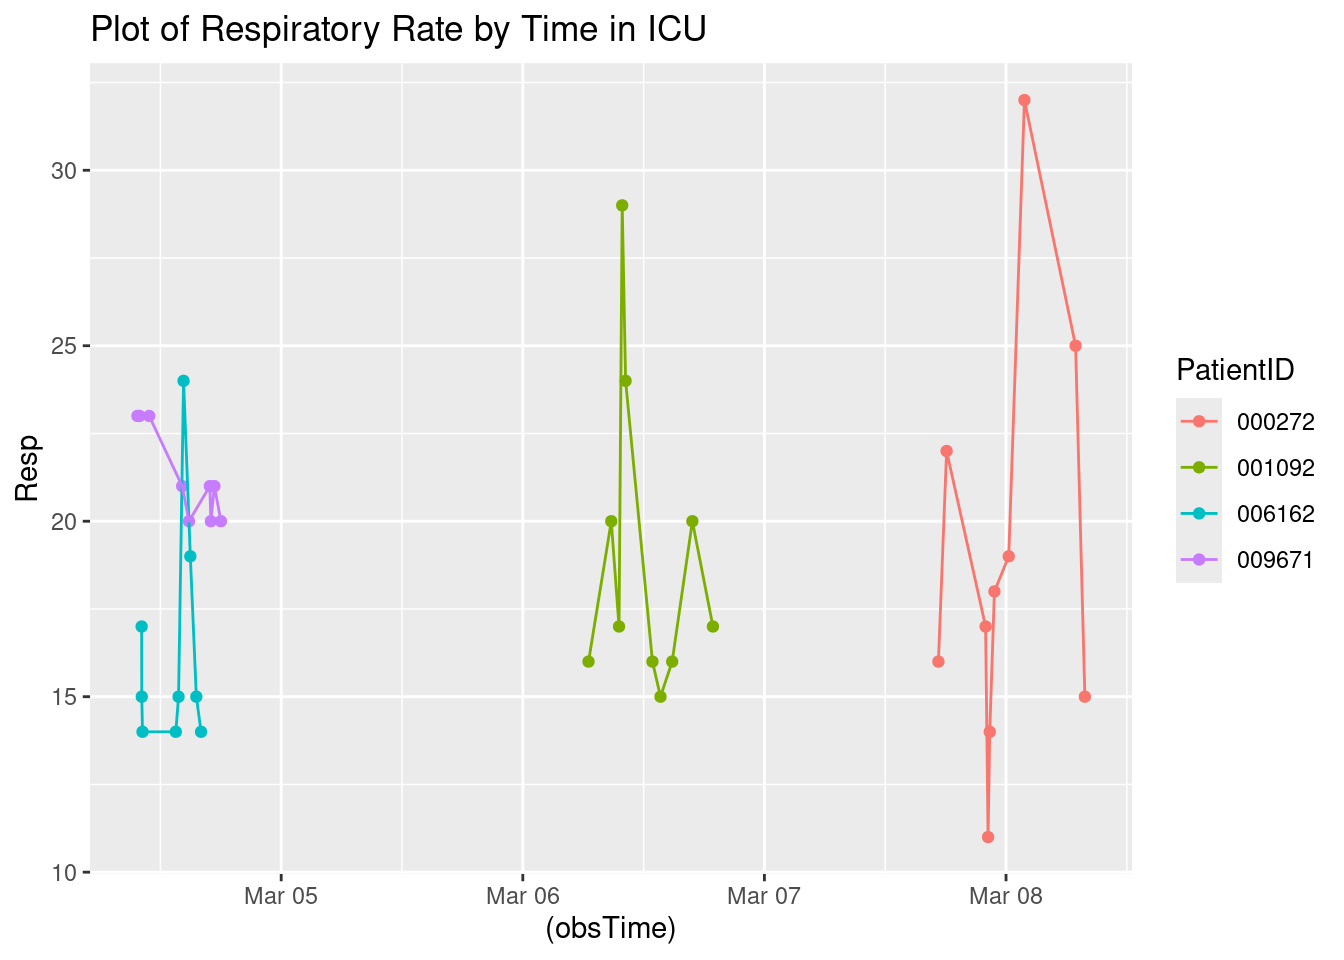 Plot of Respiratory Rate by Time in ICU
30
25
20
15
10
Resp
Mar 05
Mar 06
Mar 07
Mar 08
(obsTime)
PatientID
000272
001092
006162
009671